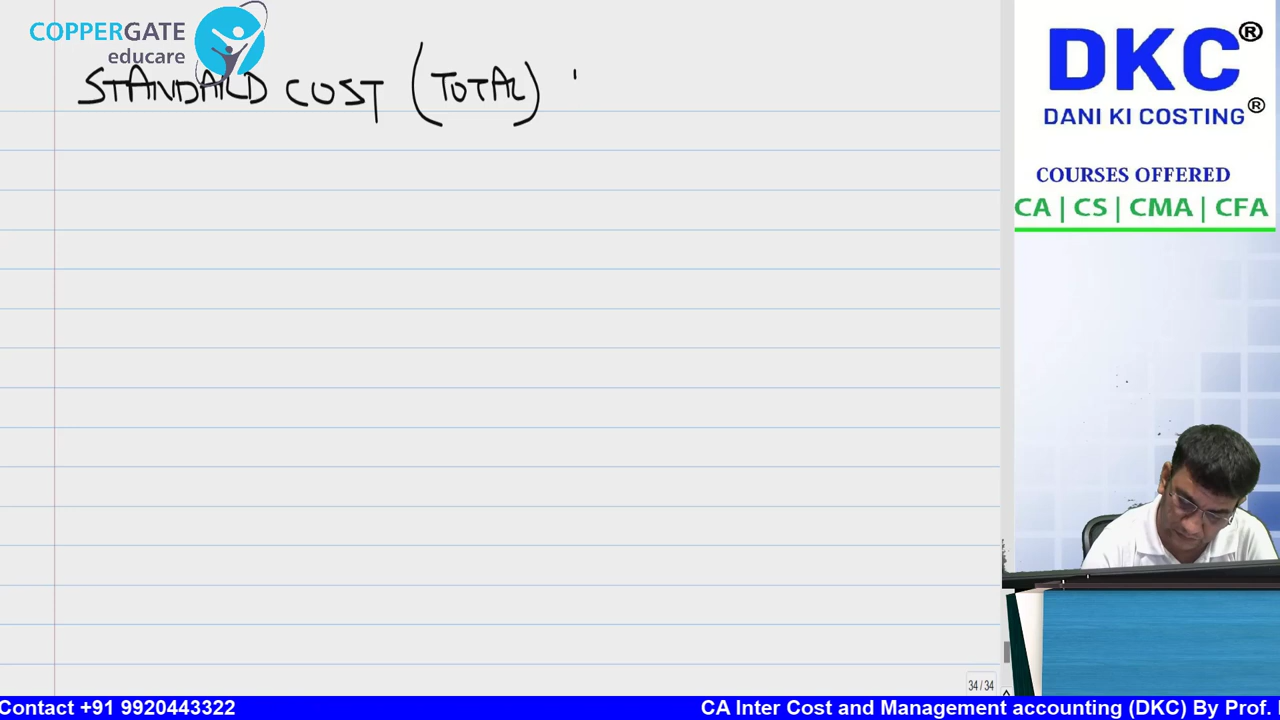 COPPERGATE
educare
STANDARD COST (TOTAL)
DKC®
DANI KI COSTING®
COURSES OFFERED
CA | CS | CMA | CFA
34 / 34
Contact +91 9920443322
CA Inter Cost and Management accounting (DKC) By Prof.